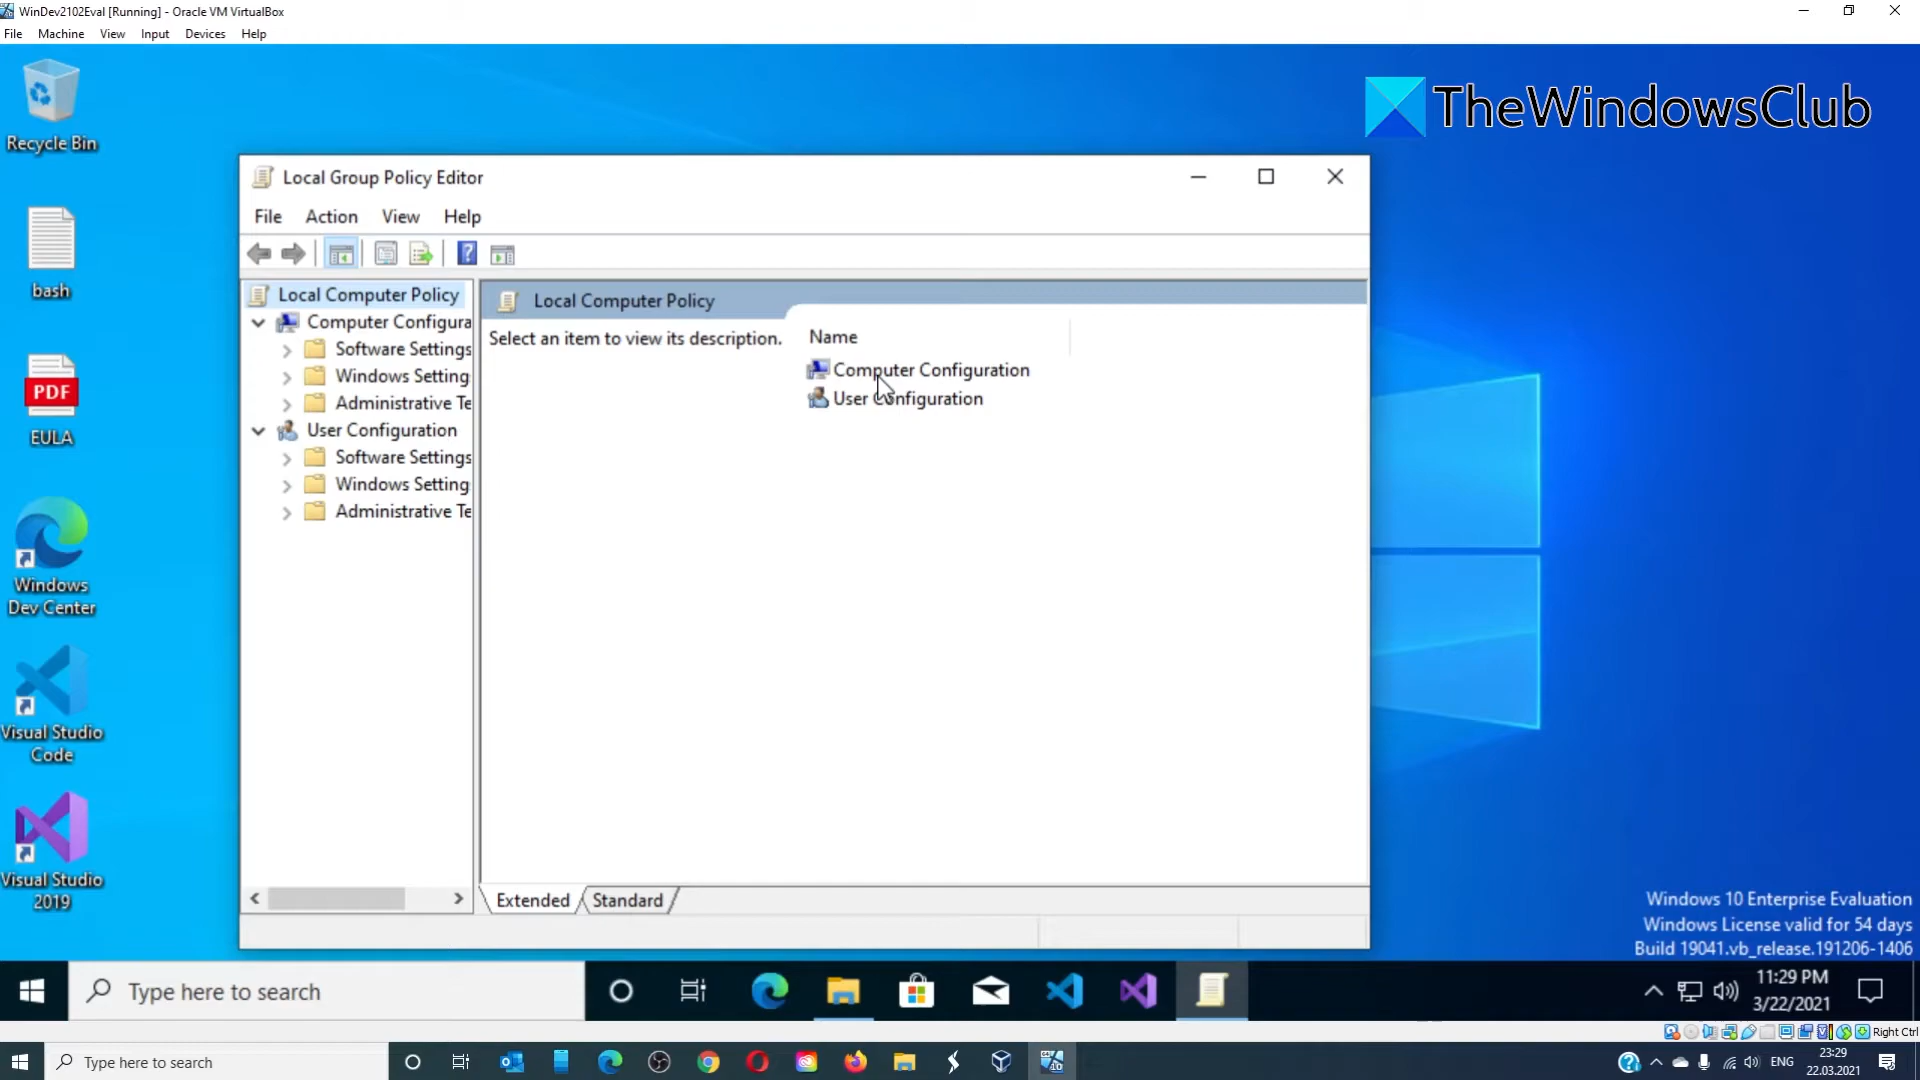 WinDev2102Eval [Running] - Oracle VM VirtualBox
File Machine View Input Devices Help
Recycle Bin
bash
PDF
EULA
Windows
Dev Center
Visual Studio
Code
Visual Studio
2019
TheWindowsClub
Local Group Policy Editor
File Action View Help
Local Computer Policy
Computer Configura
Software Settings
Windows Setting
Administrative Te
User Configuration
Software Settings
Windows Setting
Administrative Te
Local Computer Policy
Select an item to view its description.
Name
Computer Configuration
User Configuration
Extended Standard
Windows 10 Enterprise Evaluation
Windows License valid for 54 days
Build 19041.vb_release.191206-1406
Type here to search
11:29 PM
3/22/2021
Right Ctrl
Type here to search
ENG
23:29
22.03.2021